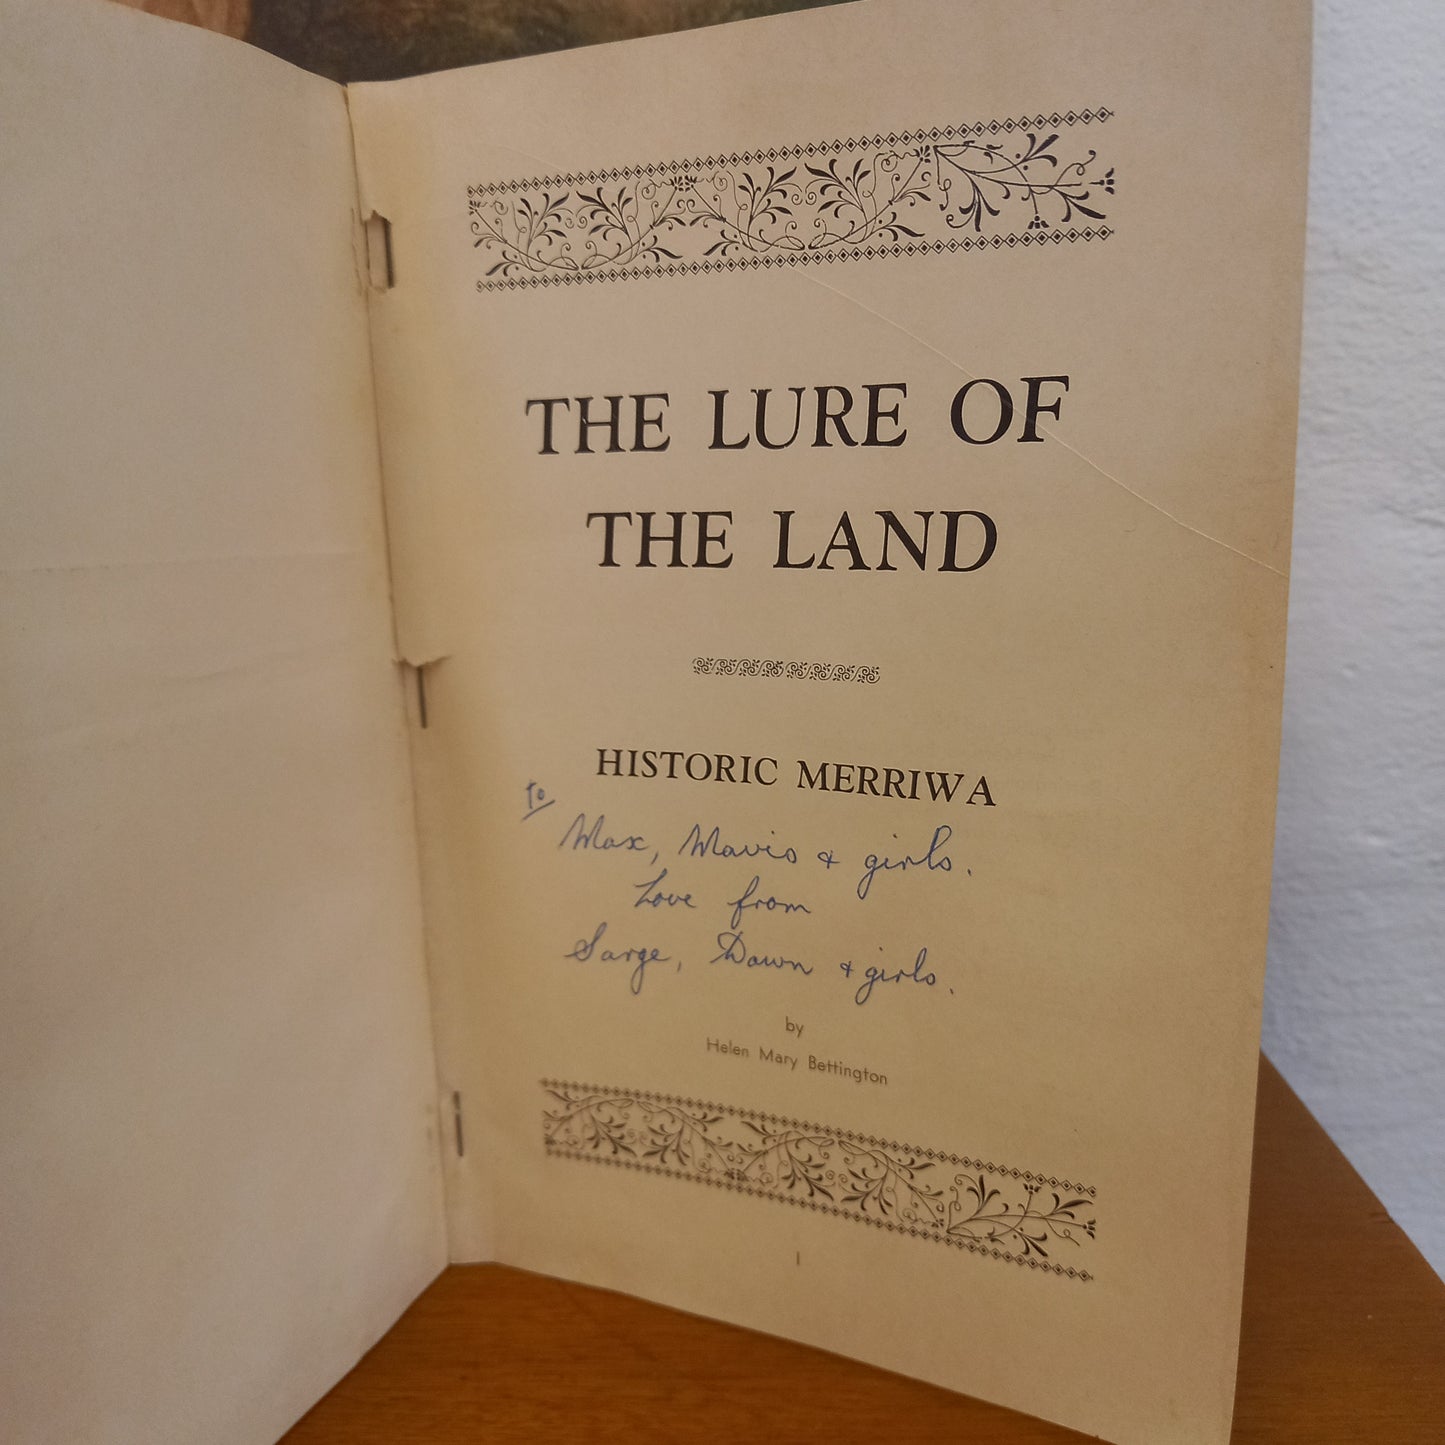 THE LURE OF
THE LAND
HISTORIC MERRIWA
to
Max, Mavis & girls.
Love from
Sarge, Dawn & girls.
by
Helen Mary Bettington
1